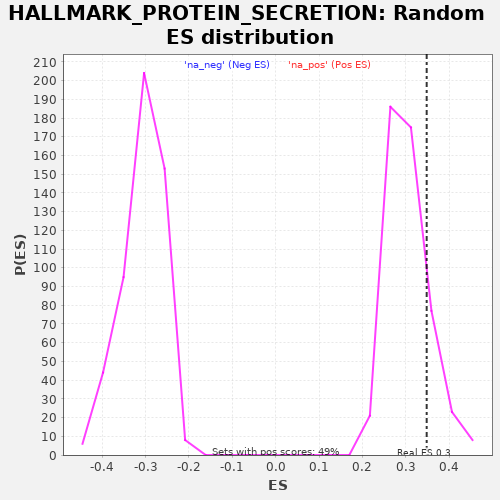 HALLMARK_PROTEIN_SECRETION: Random
ES distribution
'na_neg' (Neg ES) 'na_pos' (Pos ES)
P(ES)
210
200
190
180
170
160
150
140
130
120
110
100
90
80
70
60
50
40
30
20
10
0
Sets with pos scores: 49%
Real ES 0.3
-0.4 -0.3 -0.2 -0.1 0.0 0.1 0.2 0.3 0.4
ES